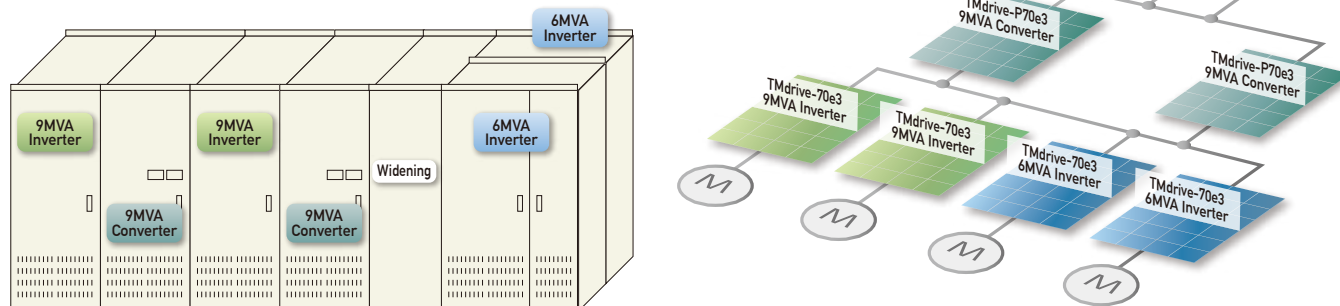 6MVA
Inverter
9MVA
Inverter
9MVA
Inverter
6MVA
Inverter
Widening
9MVA
Converter
9MVA
Converter
TMdrive-P70e3
9MVA Converter
TMdrive-P70e3
9MVA Converter
TMdrive-70e3
9MVA Inverter
TMdrive-70e3
9MVA Inverter
TMdrive-70e3
6MVA Inverter
TMdrive-70e3
6MVA Inverter
M
M
M
M